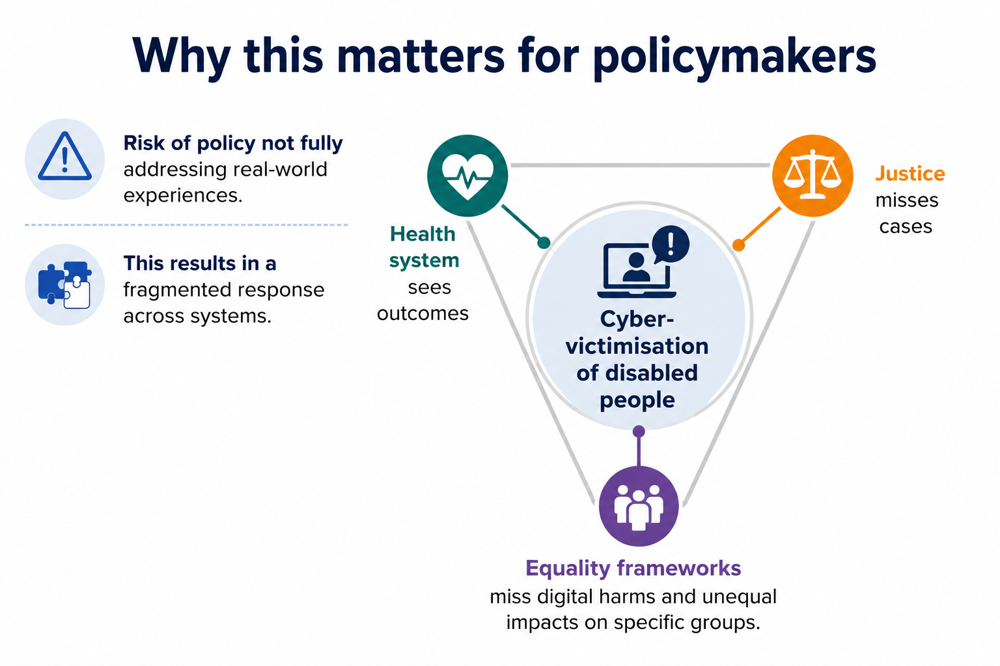 Why this matters for policymakers
Risk of policy not fully
addressing real-world
experiences.
This results in a
fragmented response
across systems.
Health
system
sees
outcomes
Justice
misses
cases
Cyber-
victimisation
of disabled
people
Equality frameworks
miss digital harms and unequal
impacts on specific groups.